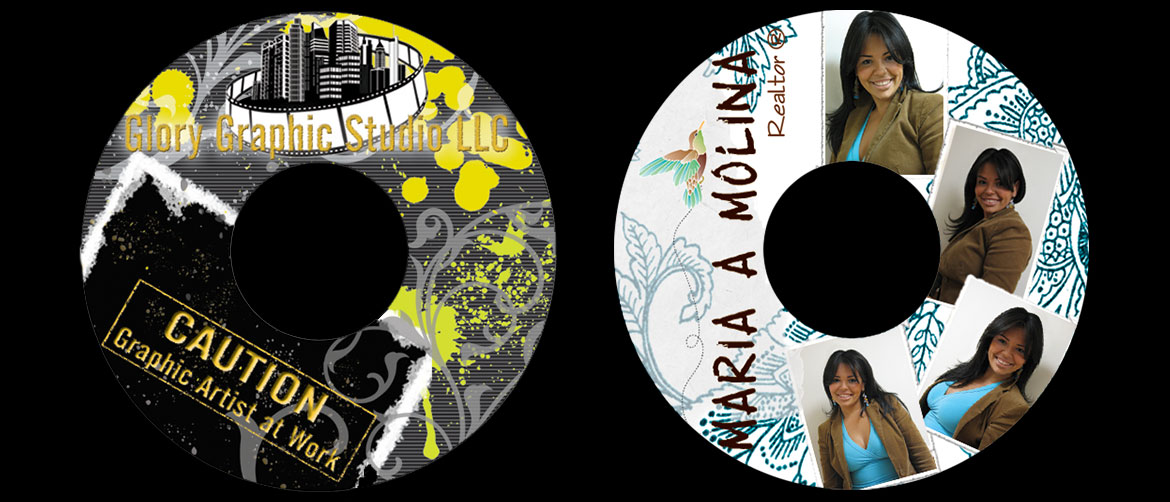 Glory Graphic Studio LLC
CAUTION
Graphic Artist at Work
MARIA A MOLINA
Realtor ®